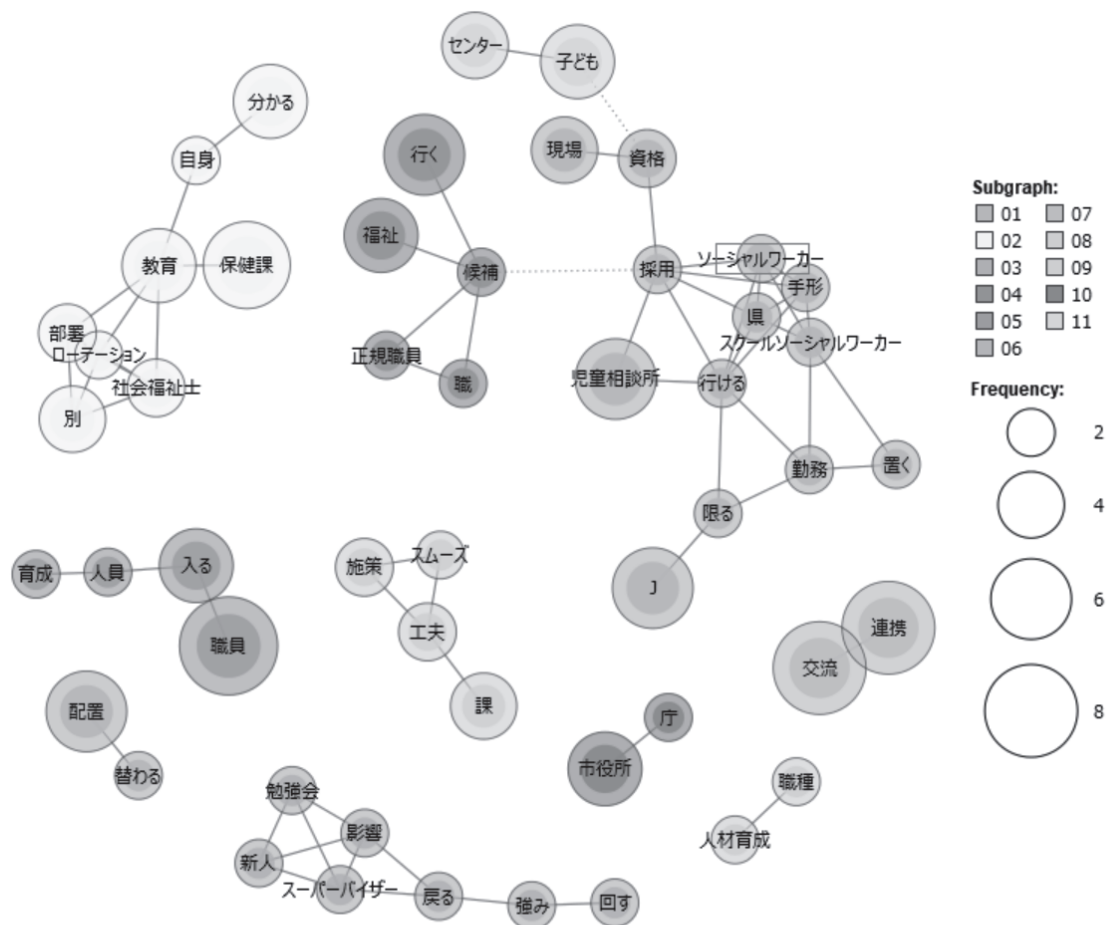 センター
子ども
分かる
自身
行く
現場
資格
福祉
教育
保健課
候補
採用
ソーシャルワーカー
手形
県
部署
ローテーション
社会福祉士
別
正規職員
職
スクールソーシャルワーカー
児童相談所
行ける
勤務
置く
限る
J
育成
人員
入る
職員
施策
スムーズ
工夫
課
連携
交流
配置
替わる
庁
市役所
職種
人材育成
勉強会
影響
新人
スーパーバイザー
戻る
強み
回す
Subgraph:
01 07
02 08
03 09
04 10
05 11
06
Frequency:
2
4
6
8